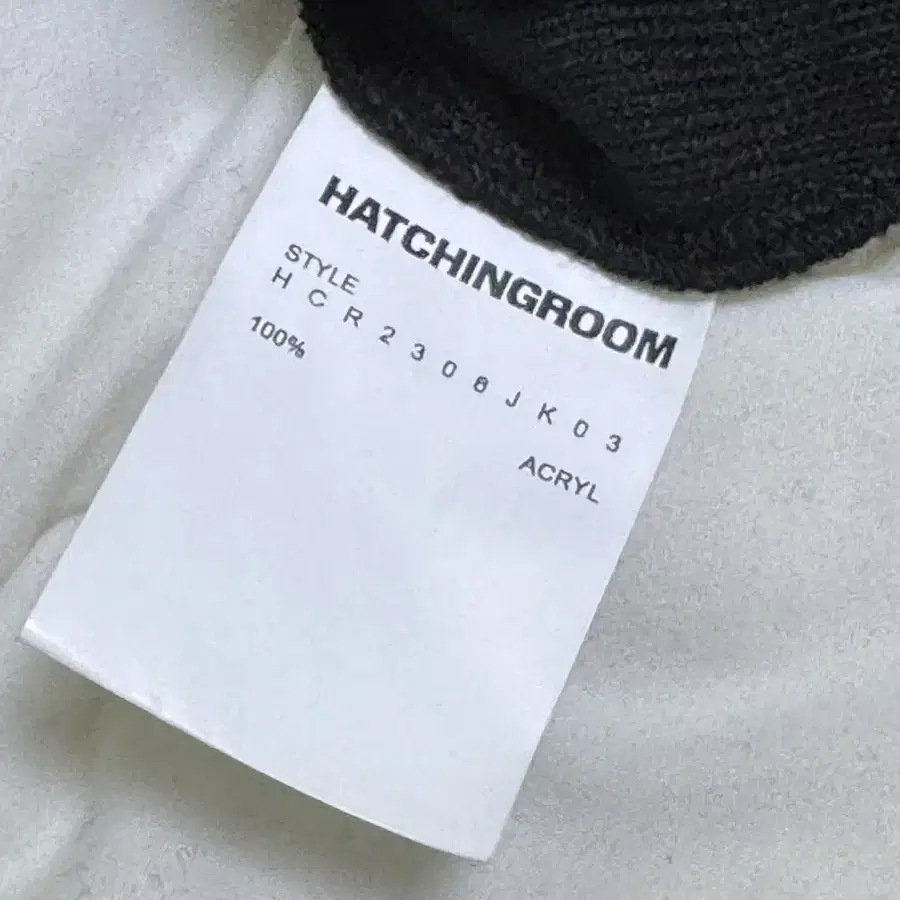 HATCHINGROOM
STYLE
H C R 2 3 0 8 J K 0 3
100% ACRYL